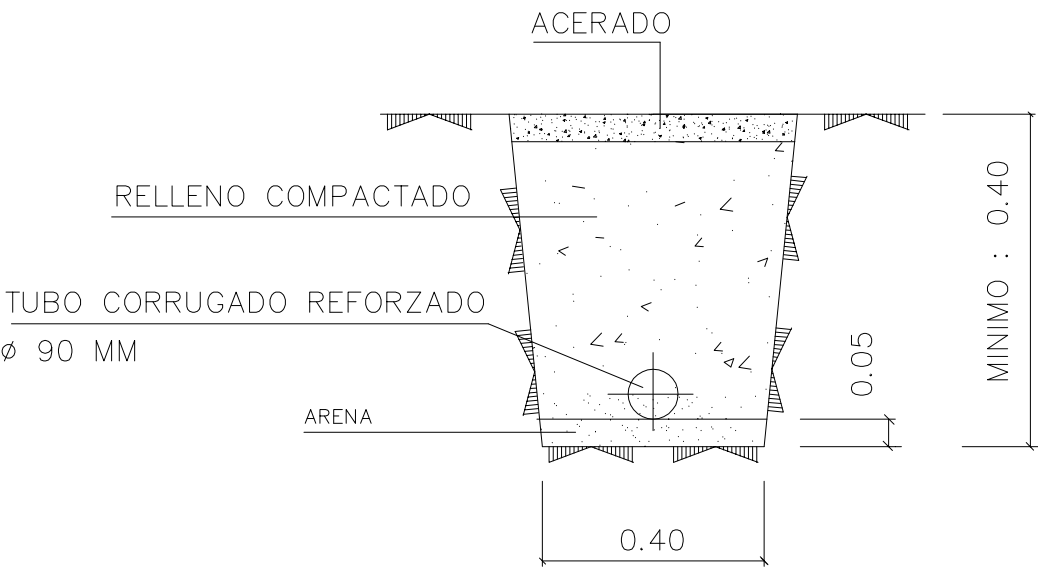 ACERADO
RELLENO COMPACTADO
TUBO CORRUGADO REFORZADO
Ø 90 MM
ARENA
0.05
MINIMO : 0.40
0.40